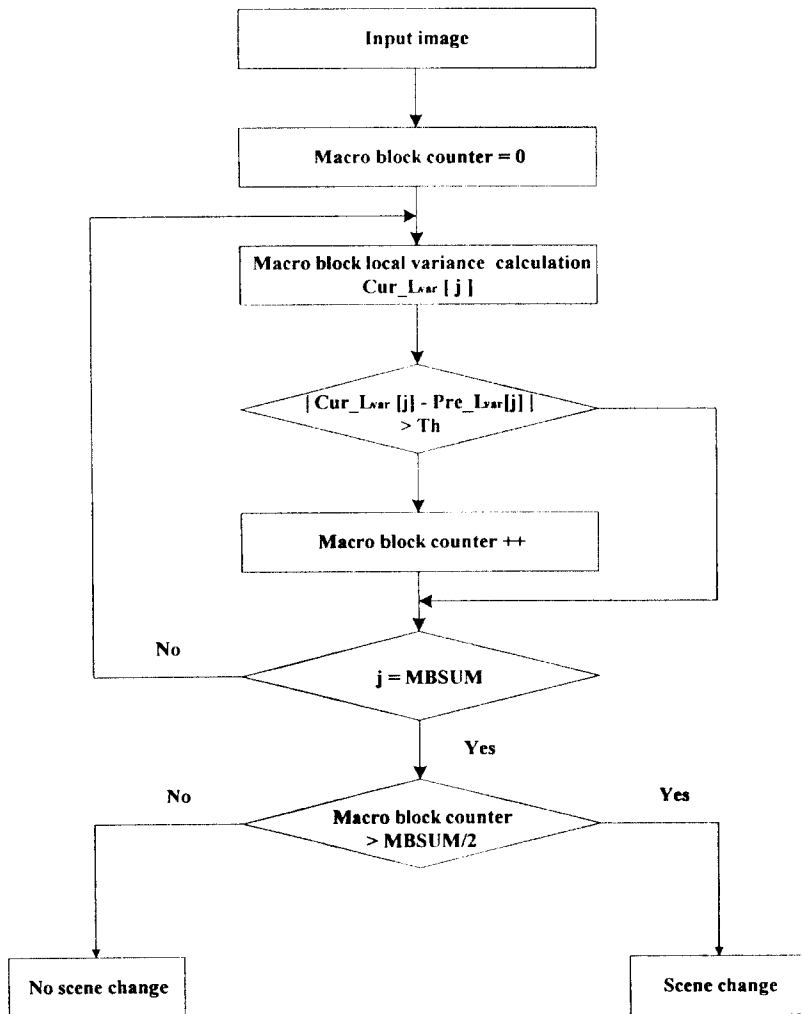 Input image
Macro block counter = 0
Macro block local variance calculation
Cur_Lvar [ j ]
| Cur_Lvar [j] - Pre_Lvar[j] |
> Th
Macro block counter ++
No
j = MBSUM
Yes
No
Yes
Macro block counter
> MBSUM/2
No scene change
Scene change